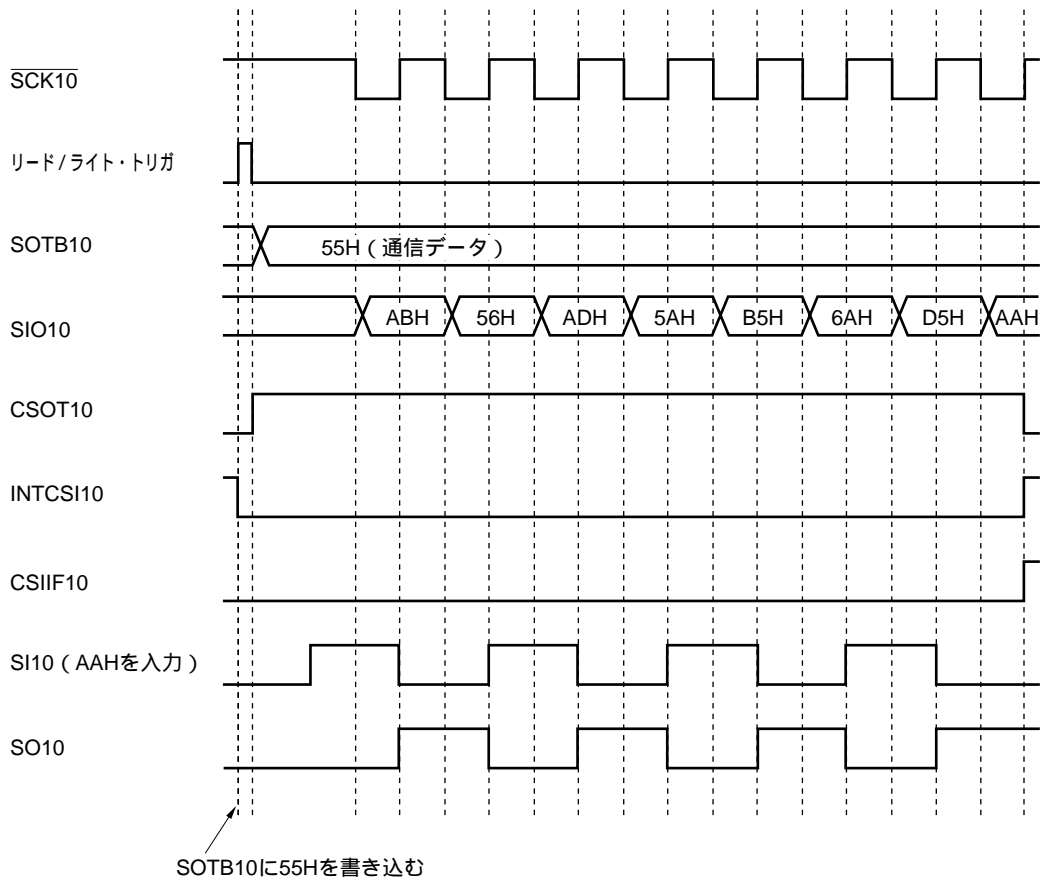 SCK10
リード/ライト・トリガ
SOTB10
55H(通信データ)
SIO10
ABH 56H ADH 5AH B5H 6AH D5H AAH
CSOT10
INTCSI10
CSIIF10
SI10(AAHを入力)
SO10
SOTB10に55Hを書き込む